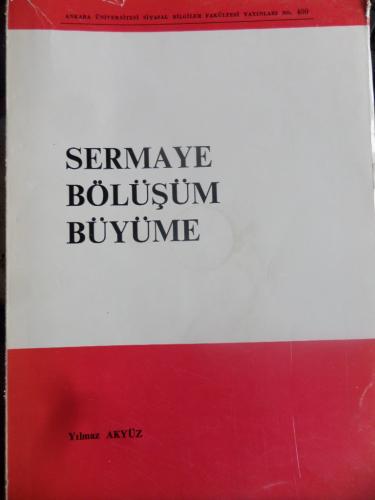 ANKARA ÜNİVERSİTESİ SİYASAL BİLGİLER FAKÜLTESİ YAYINLARI NO. 400
SERMAYE
BÖLÜŞÜM
BÜYÜME
Yılmaz AKYÜZ